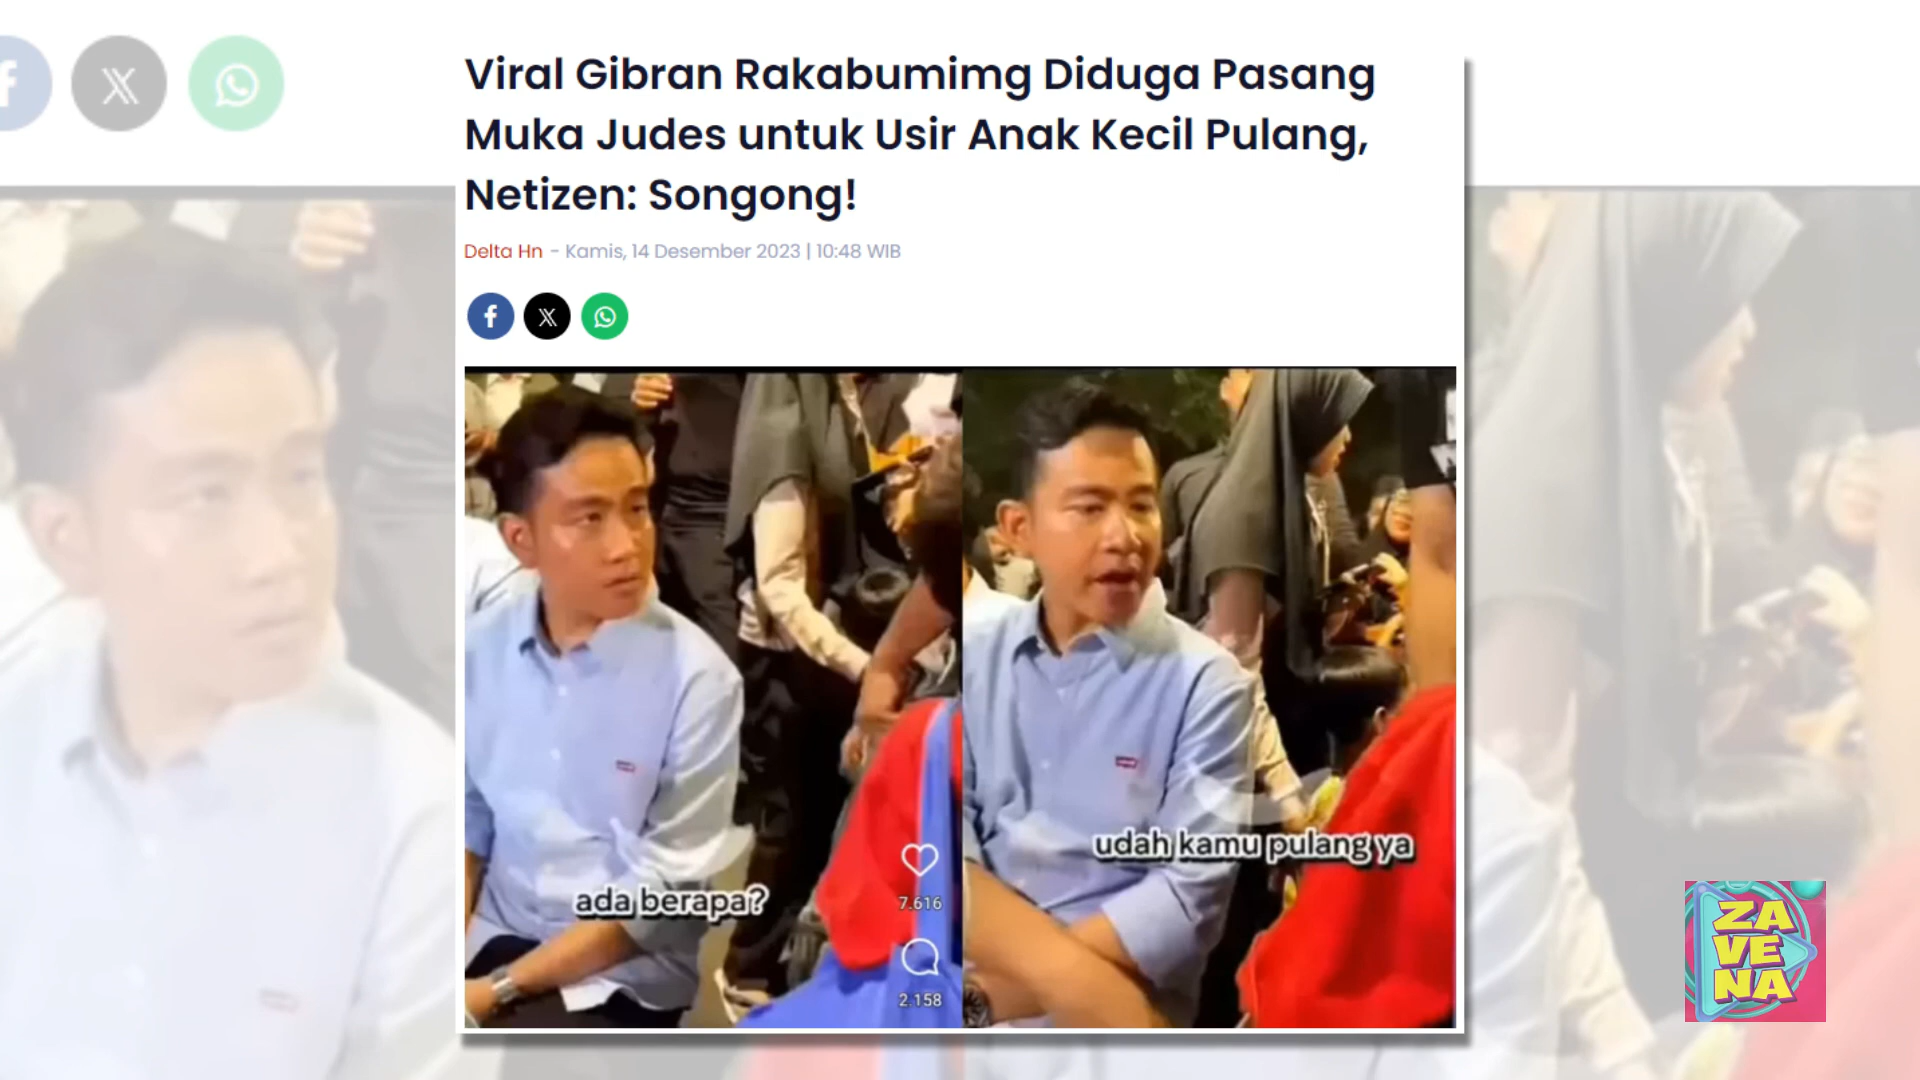 Viral Gibran Rakabumimg Diduga Pasang
Muka Judes untuk Usir Anak Kecil Pulang,
Netizen: Songong!
Delta Hn - Kamis, 14 Desember 2023 | 10:48 WIB
ada berapa?
7.616
2.158
udah kamu pulang ya
ZA
VE
NA